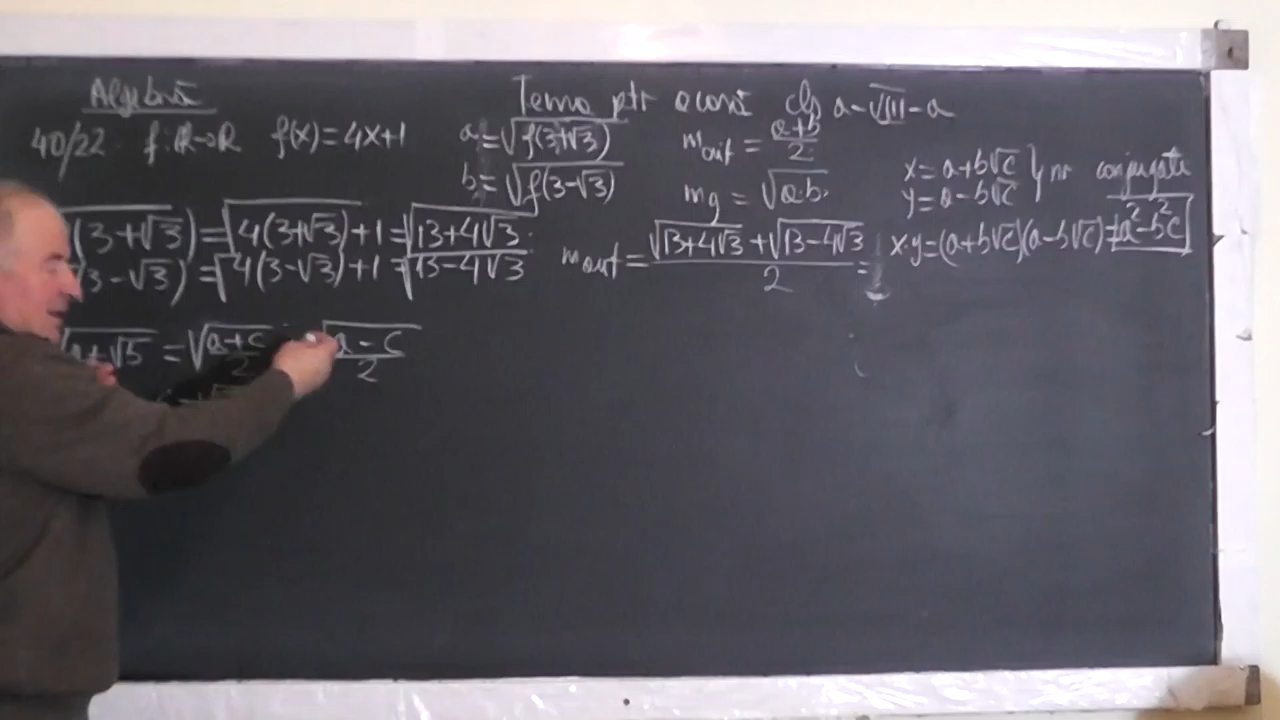 Algebră
Temă ptr acasă cls a-VIII-a
40/22 f:R→R f(x)=4x+1
a=√f(3+√3)
b=√f(3-√3)
m_arit = (a+b)/2
mg = √(a·b)
x=a+b√c
y=a-b√c
} nr conjugate
(3+√3)=√4(3+√3)+1=√13+4√3
(3-√3)=√4(3-√3)+1=√13-4√3
m_arit = (√13+4√3 + √13-4√3)/2 =
x·y=(a+b√c)(a-b√c)=a²-b²c
√a+√b = √(a+c)/2 √(a-c)/2